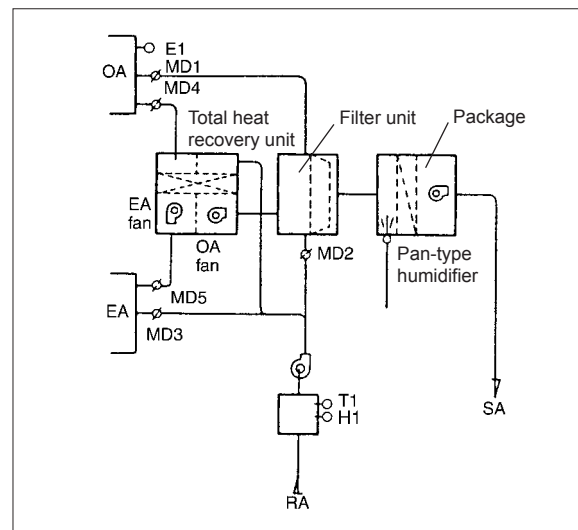 E1
OA
MD1
MD4
Total heat
recovery unit
Filter unit
Package
EA
fan
OA
fan
MD2
Pan-type
humidifier
MD5
EA
MD3
T1
H1
SA
RA